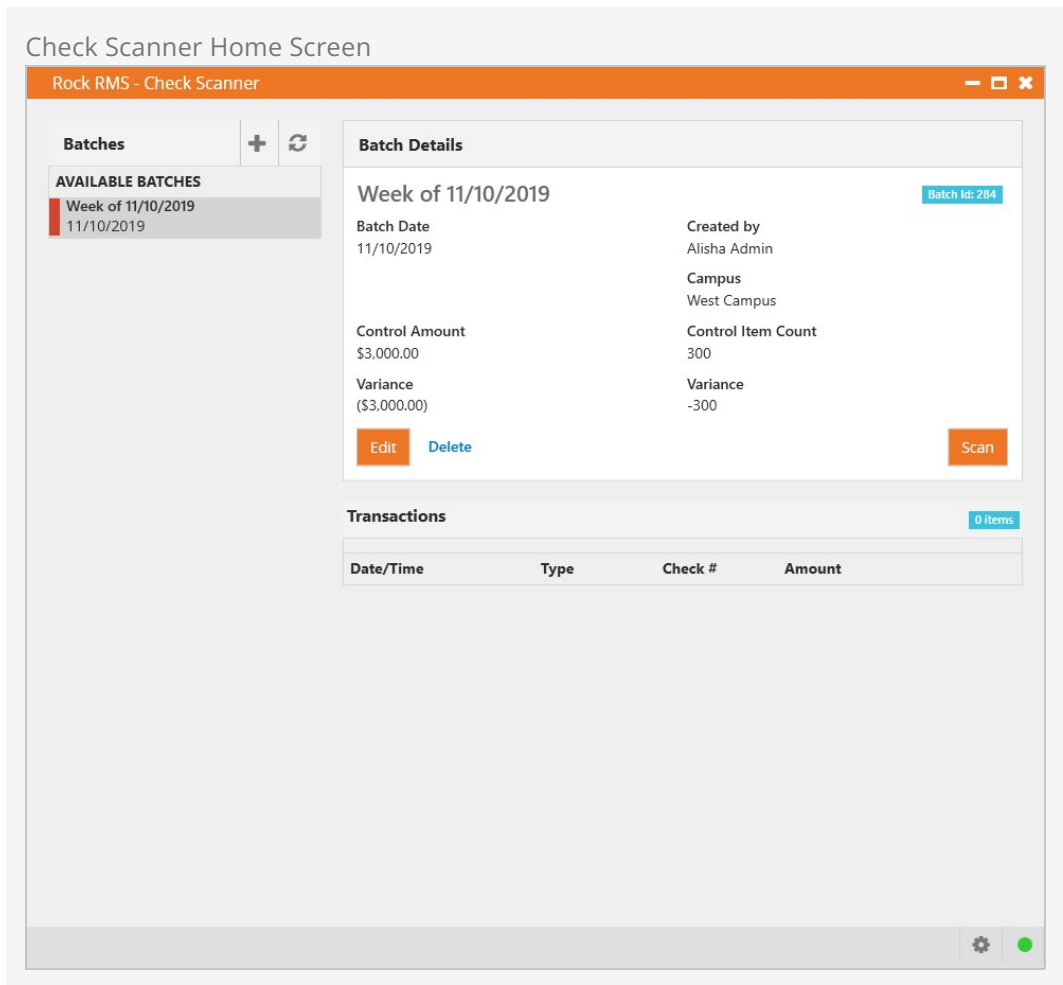 Check Scanner Home Screen
Rock RMS - Check Scanner
Batches
AVAILABLE BATCHES
Week of 11/10/2019
11/10/2019
Batch Details
Week of 11/10/2019
Batch Id: 284
Batch Date
11/10/2019
Created by
Alisha Admin
Campus
West Campus
Control Amount
$3,000.00
Control Item Count
300
Variance
($3,000.00)
Variance
-300
Edit
Delete
Scan
Transactions
0 items
Date/Time Type Check # Amount